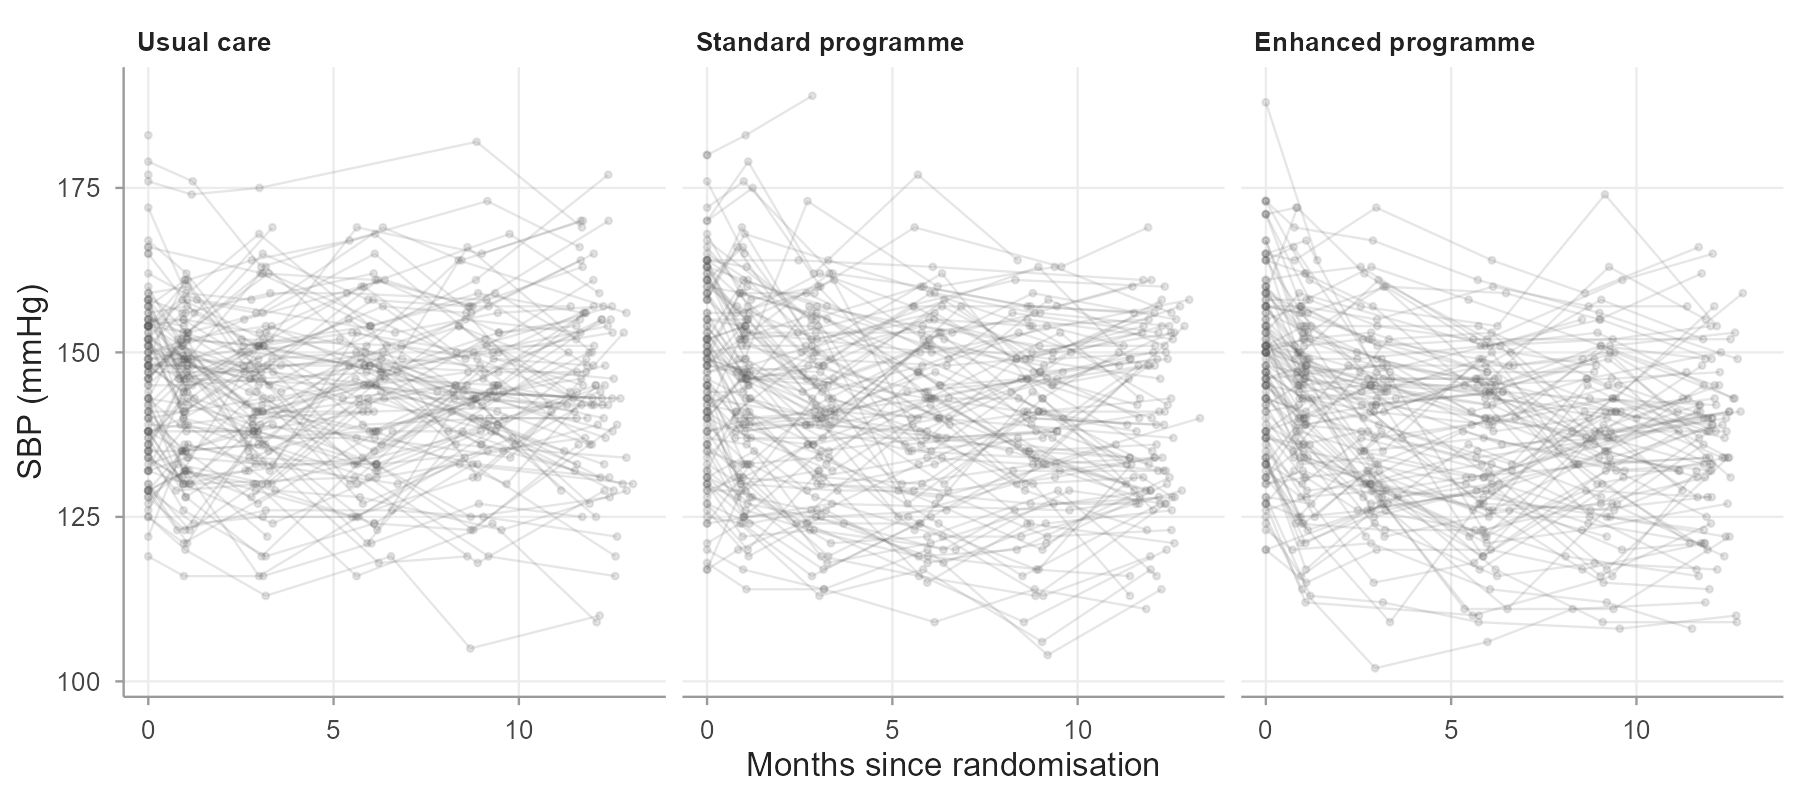 Usual care
Standard programme
Enhanced programme
SBP (mmHg)
175
150
125
100
0 5 10
0 5 10
0 5 10
Months since randomisation